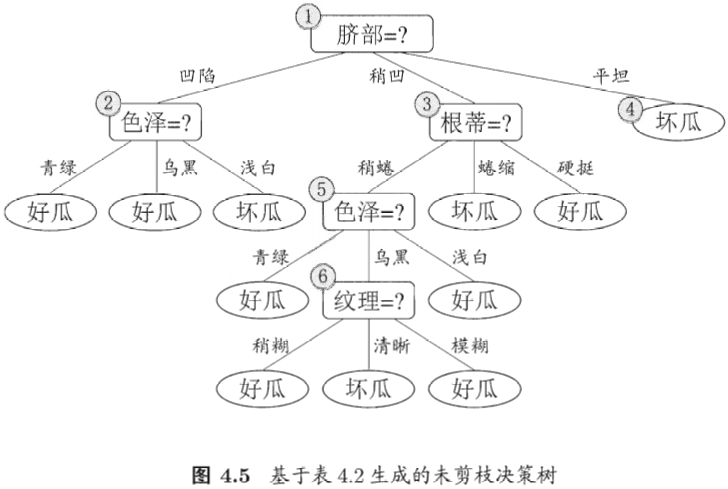 ① 脐部=?
凹陷 稍凹 平坦
② 色泽=? ③ 根蒂=? ④ 坏瓜
青绿 乌黑 浅白 稍蜷 蜷缩 硬挺
好瓜 好瓜 坏瓜 ⑤ 色泽=? 坏瓜 好瓜
青绿 乌黑 浅白
好瓜 ⑥ 纹理=? 好瓜
稍糊 清晰 模糊
好瓜 坏瓜 好瓜
图 4.5 基于表 4.2 生成的未剪枝决策树